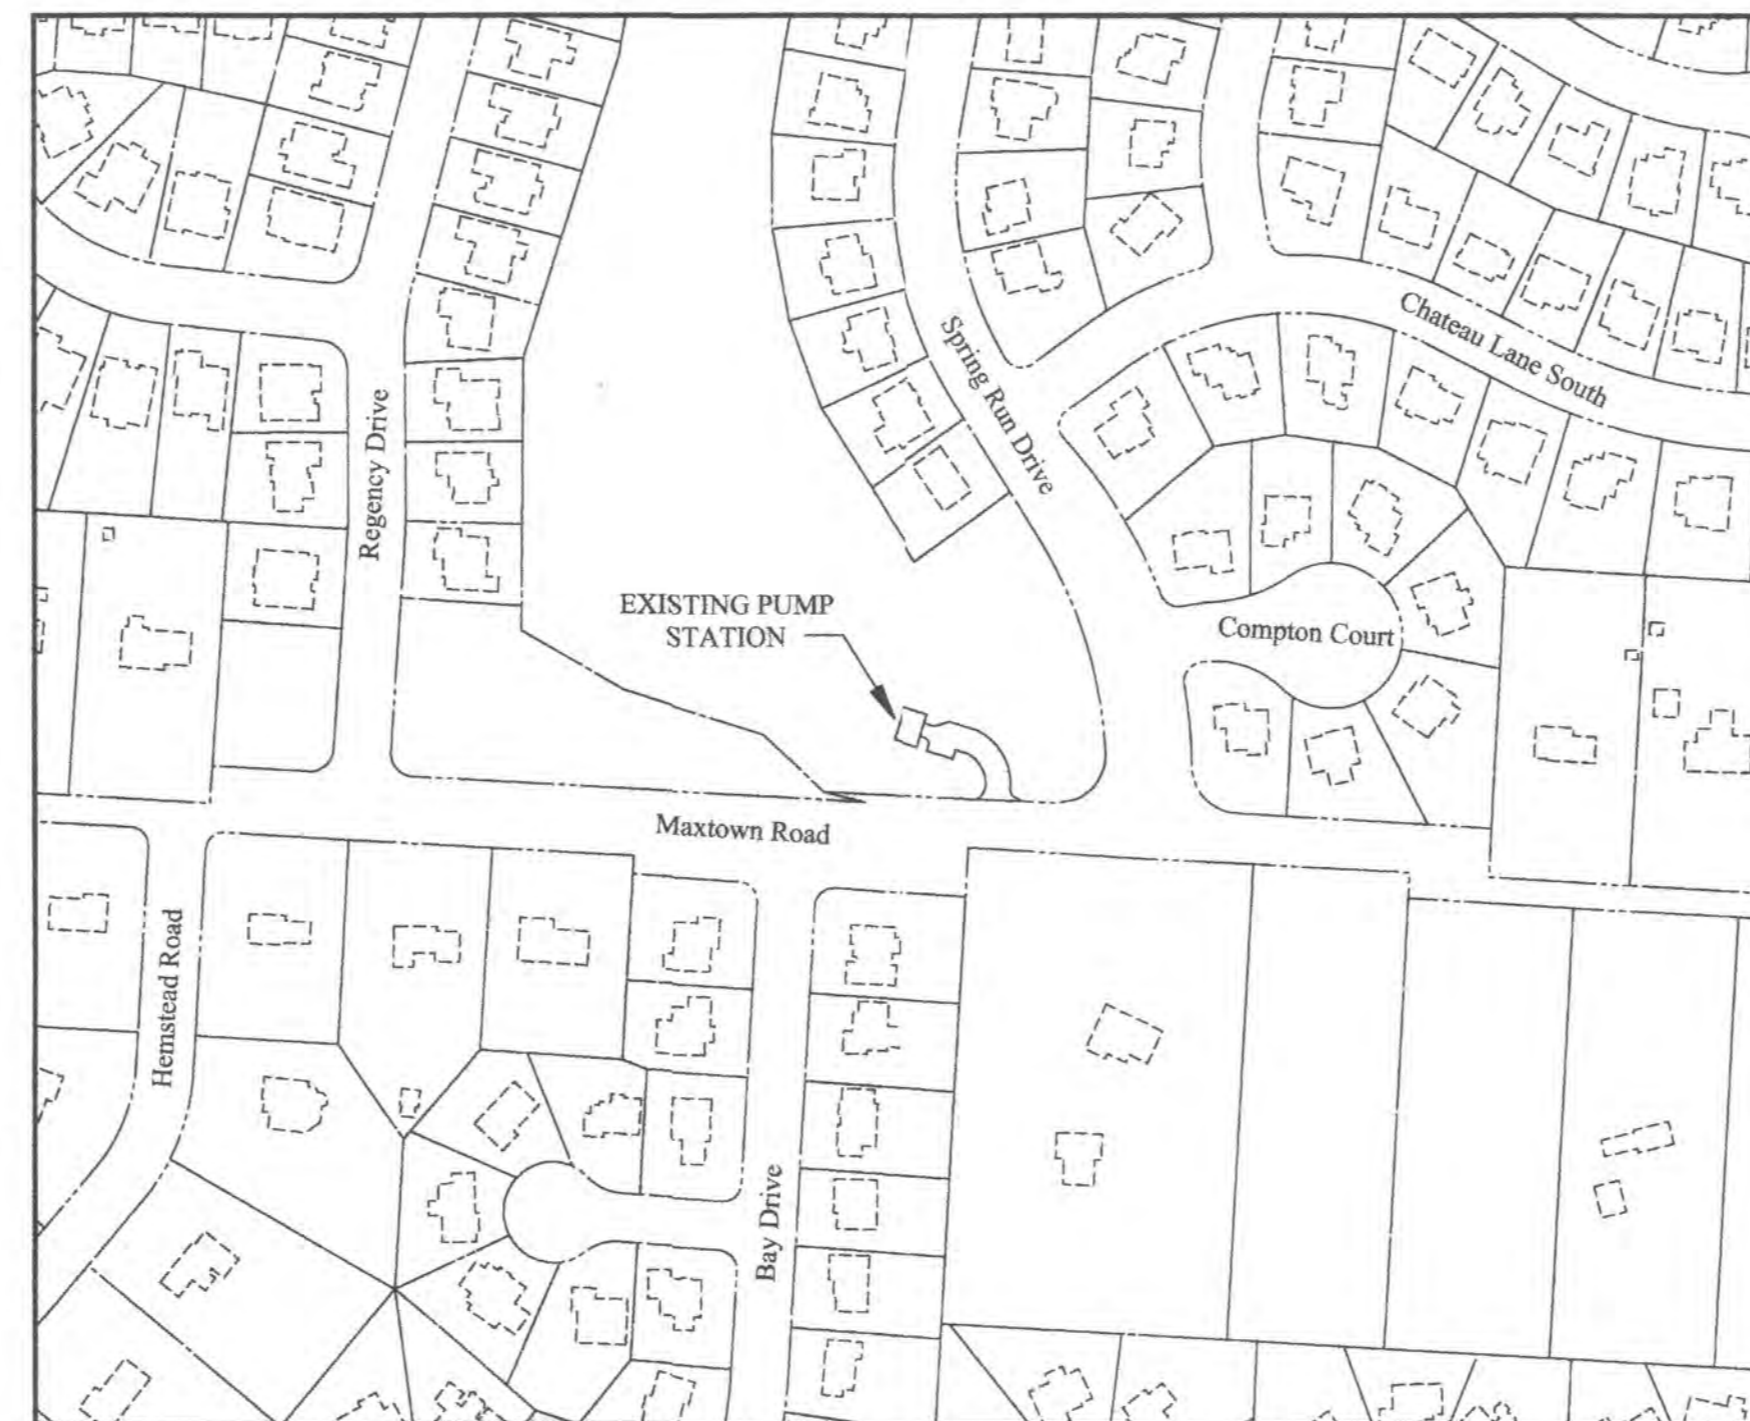 Chateau Lane South
Spring Run Drive
Regency Drive
EXISTING PUMP
STATION
Compton Court
Maxtown Road
Hemstead Road
Bay Drive